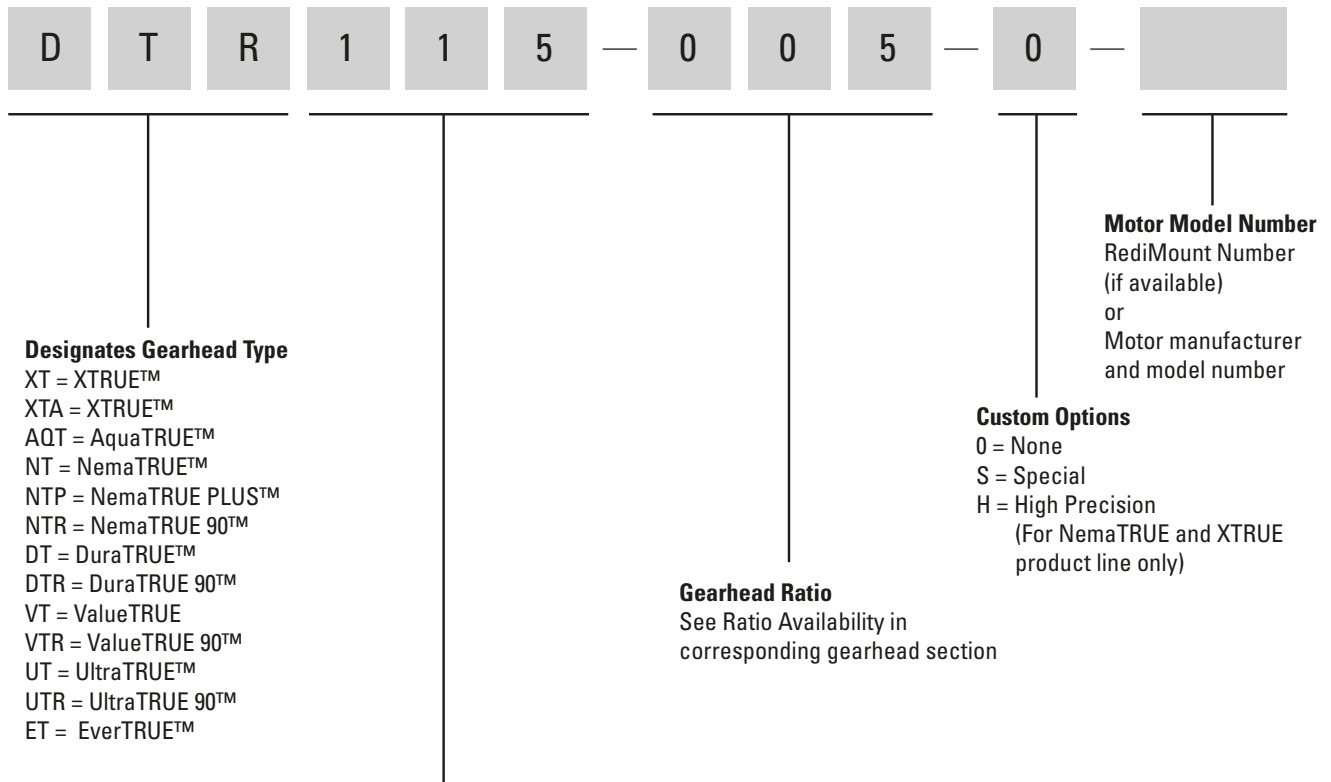 D T R 1 1 5 — 0 0 5 — 0 —
Designates Gearhead Type
XT = XTRUE™
XTA = XTRUE™
AQT = AquaTRUE™
NT = NemaTRUE™
NTP = NemaTRUE PLUS™
NTR = NemaTRUE 90™
DT = DuraTRUE™
DTR = DuraTRUE 90™
VT = ValueTRUE
VTR = ValueTRUE 90™
UT = UltraTRUE™
UTR = UltraTRUE 90™
ET = EverTRUE™
Gearhead Ratio
See Ratio Availability in
corresponding gearhead section
Custom Options
0 = None
S = Special
H = High Precision
(For NemaTRUE and XTRUE
product line only)
Motor Model Number
RediMount Number
(if available)
or
Motor manufacturer
and model number